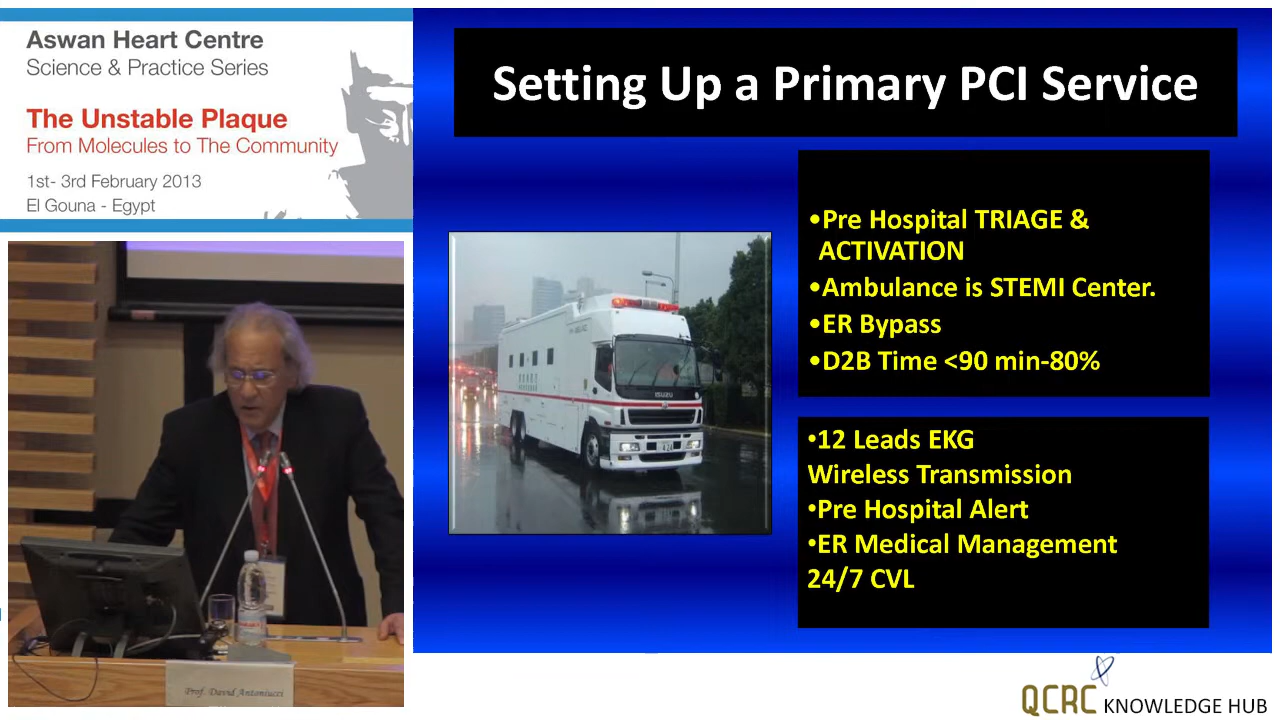 Aswan Heart Centre
Science & Practice Series
The Unstable Plaque
From Molecules to The Community
1st- 3rd February 2013
El Gouna - Egypt
Setting Up a Primary PCI Service
•Pre Hospital TRIAGE &
ACTIVATION
•Ambulance is STEMI Center.
•ER Bypass
•D2B Time <90 min-80%
•12 Leads EKG
Wireless Transmission
•Pre Hospital Alert
•ER Medical Management
24/7 CVL
ISUZU
Prof. David Antoniucci
QCRC KNOWLEDGE HUB